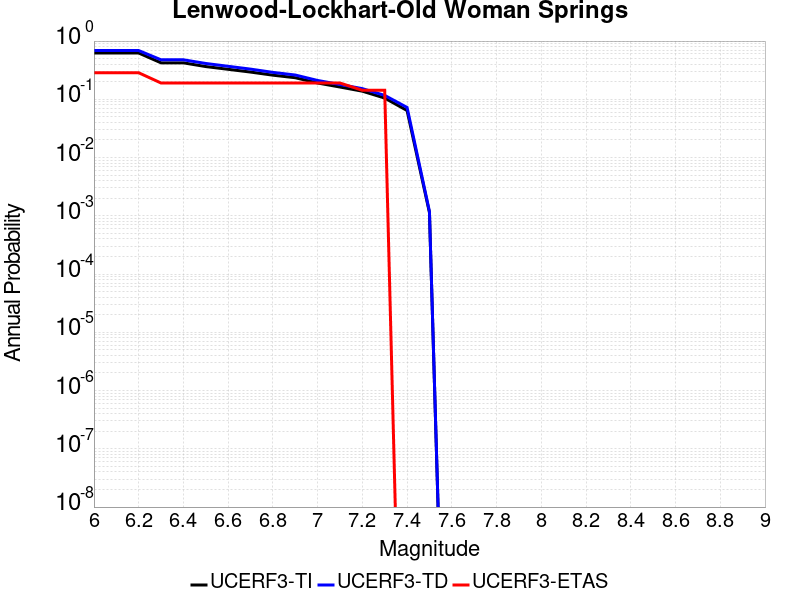 Lenwood-Lockhart-Old Woman Springs
10^0
10^-1
10^-2
10^-3
10^-4
10^-5
10^-6
10^-7
10^-8
Annual Probability
6 6.2 6.4 6.6 6.8 7 7.2 7.4 7.6 7.8 8 8.2 8.4 8.6 8.8 9
Magnitude
UCERF3-TI UCERF3-TD UCERF3-ETAS